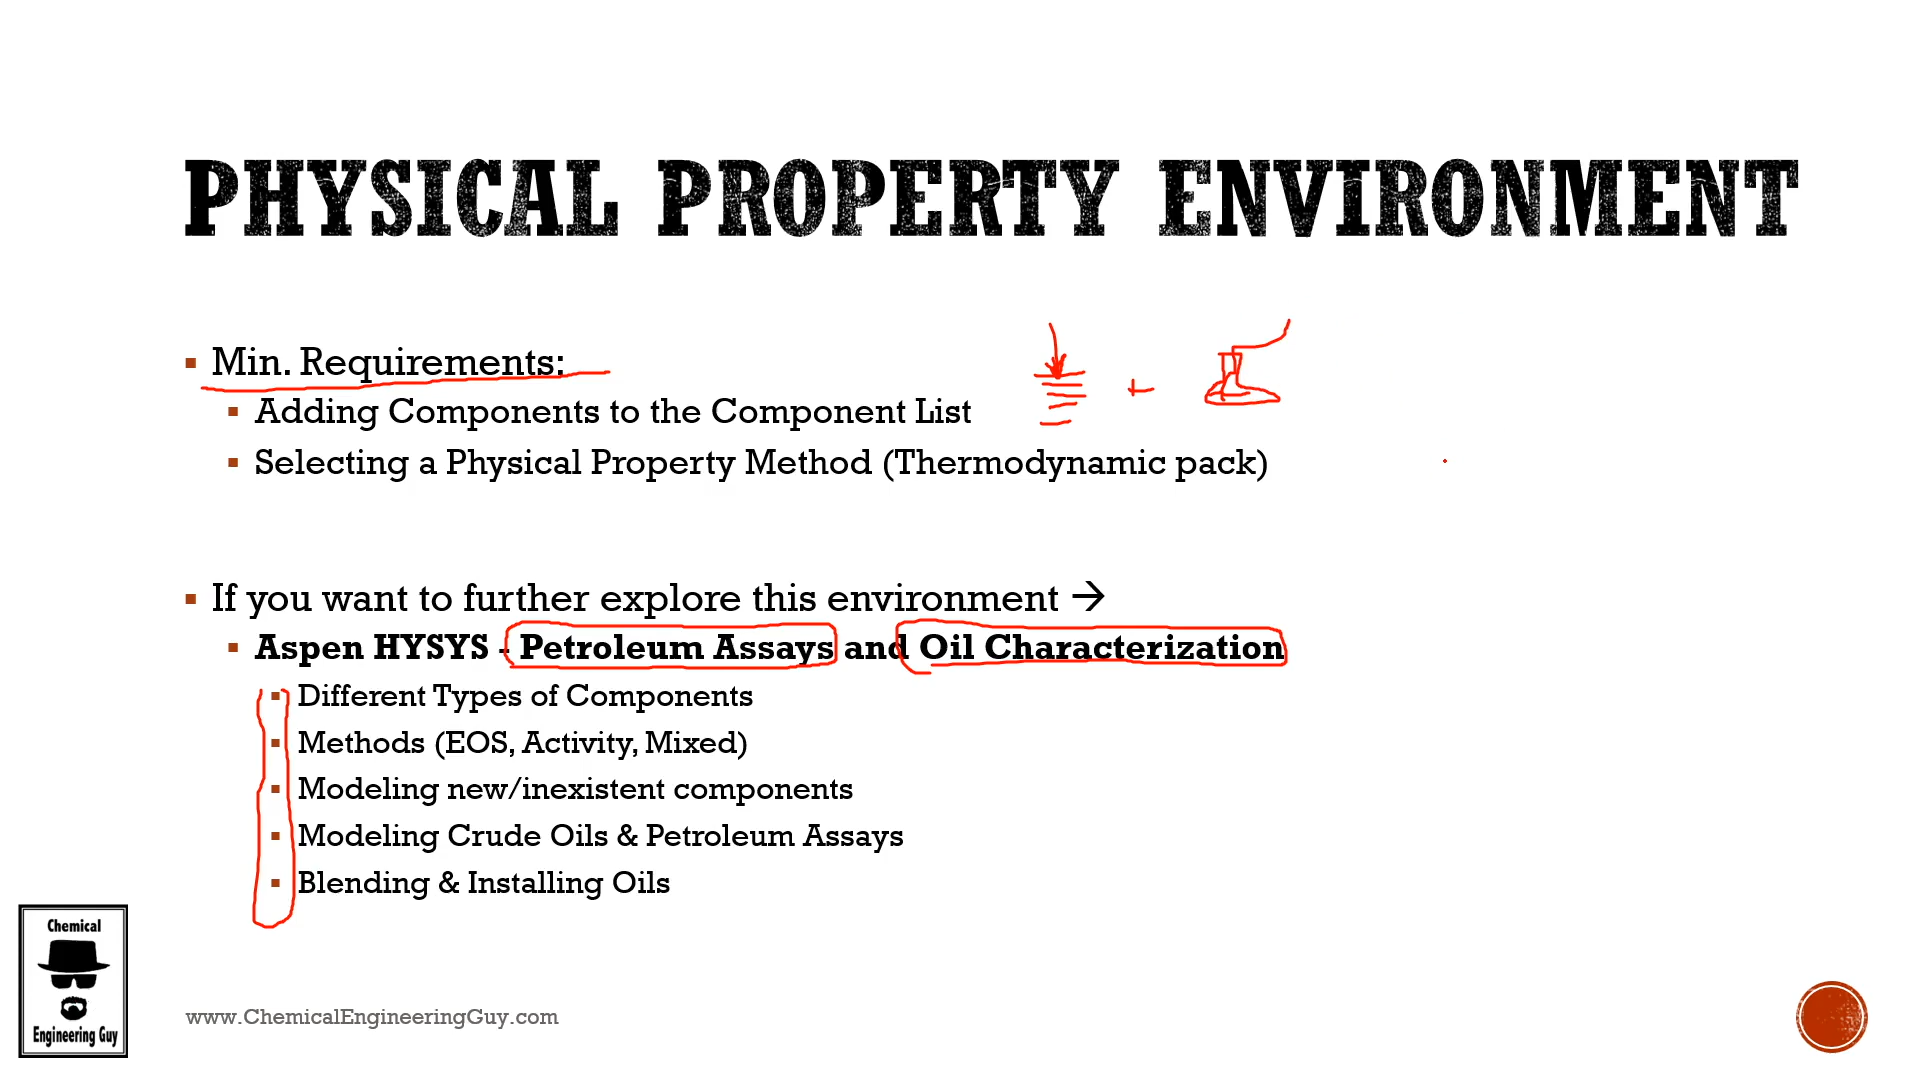 PHYSICAL PROPERTY ENVIRONMENT
▪ Min. Requirements:
▪ Adding Components to the Component List
▪ Selecting a Physical Property Method (Thermodynamic pack)
▪ If you want to further explore this environment →
▪ Aspen HYSYS - Petroleum Assays and Oil Characterization
▪ Different Types of Components
▪ Methods (EOS, Activity, Mixed)
▪ Modeling new/inexistent components
▪ Modeling Crude Oils & Petroleum Assays
▪ Blending & Installing Oils
Chemical
Engineering Guy
www.ChemicalEngineeringGuy.com